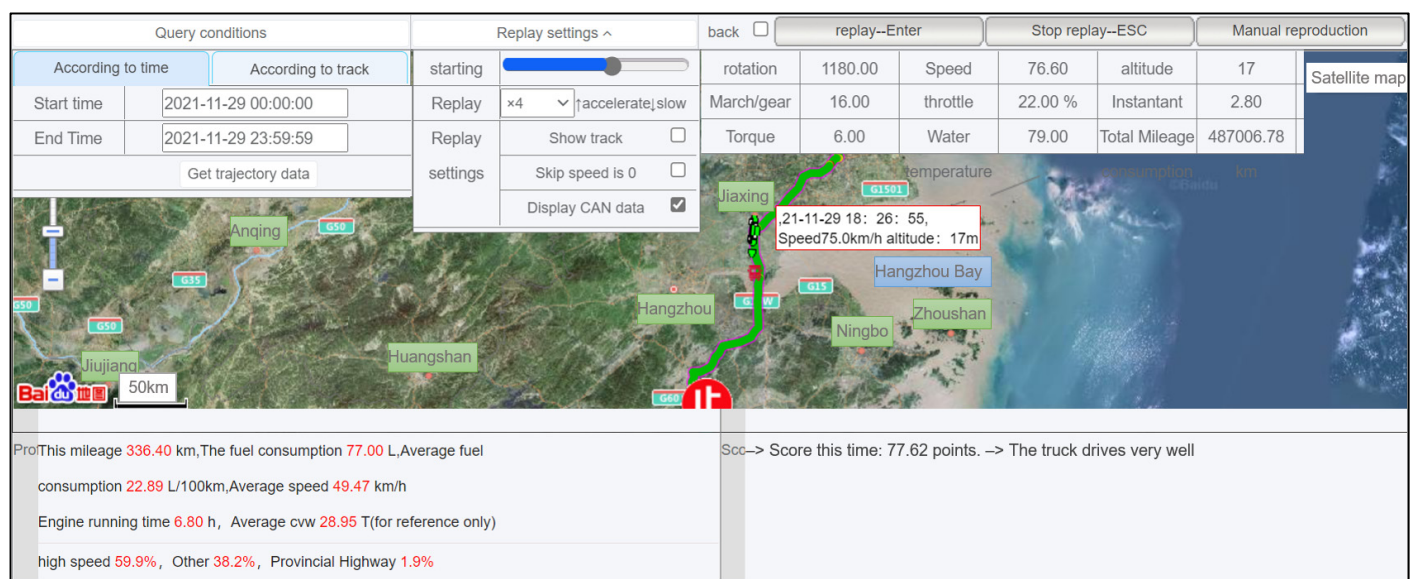 Query conditions
Replay settings ^
back
replay--Enter
Stop replay--ESC
Manual reproduction
According to time
According to track
starting
rotation 1180.00 Speed 76.60 altitude 17
Satellite map
Start time 2021-11-29 00:00:00
Replay ×4 ↑accelerate↓slow
March/gear 16.00 throttle 22.00 % Instantant 2.80
End Time 2021-11-29 23:59:59
Replay Show track
Torque 6.00 Water 79.00 Total Mileage 487006.78
Get trajectory data
settings Skip speed is 0
temperature consumption km
©Baidu
Display CAN data
Jiaxing
G1501
,21-11-29 18: 26: 55,
Speed75.0km/h altitude: 17m
Anqing
G50
G35
Hangzhou Bay
G15
G50
Hangzhou
Zhoushan
G50
Ningbo
Jiujiang
Huangshan
Bai du 地图
50km
G60
止
This mileage 336.40 km,The fuel consumption 77.00 L,Average fuel
consumption 22.89 L/100km,Average speed 49.47 km/h
Engine running time 6.80 h, Average cvw 28.95 T(for reference only)
high speed 59.9%, Other 38.2%, Provincial Highway 1.9%
–> Score this time: 77.62 points. –> The truck drives very well